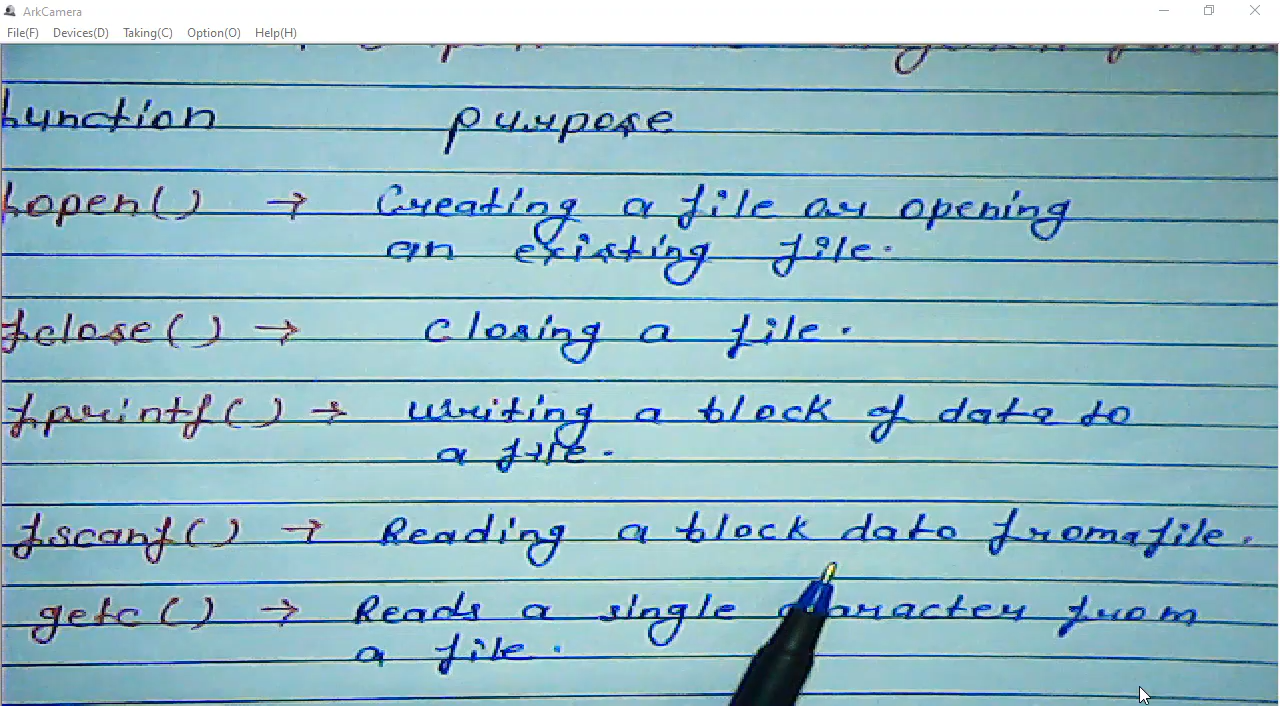 ArkCamera
File(F) Devices(D) Taking(C) Option(O) Help(H)
function purpose
fopen() → Creating a file or opening
an existing file.
fclose() → Closing a file.
fprintf() → writing a block of data to
a file.
fscanf() → Reading a block data from a file.
getc() → Reads a single character from
a file.